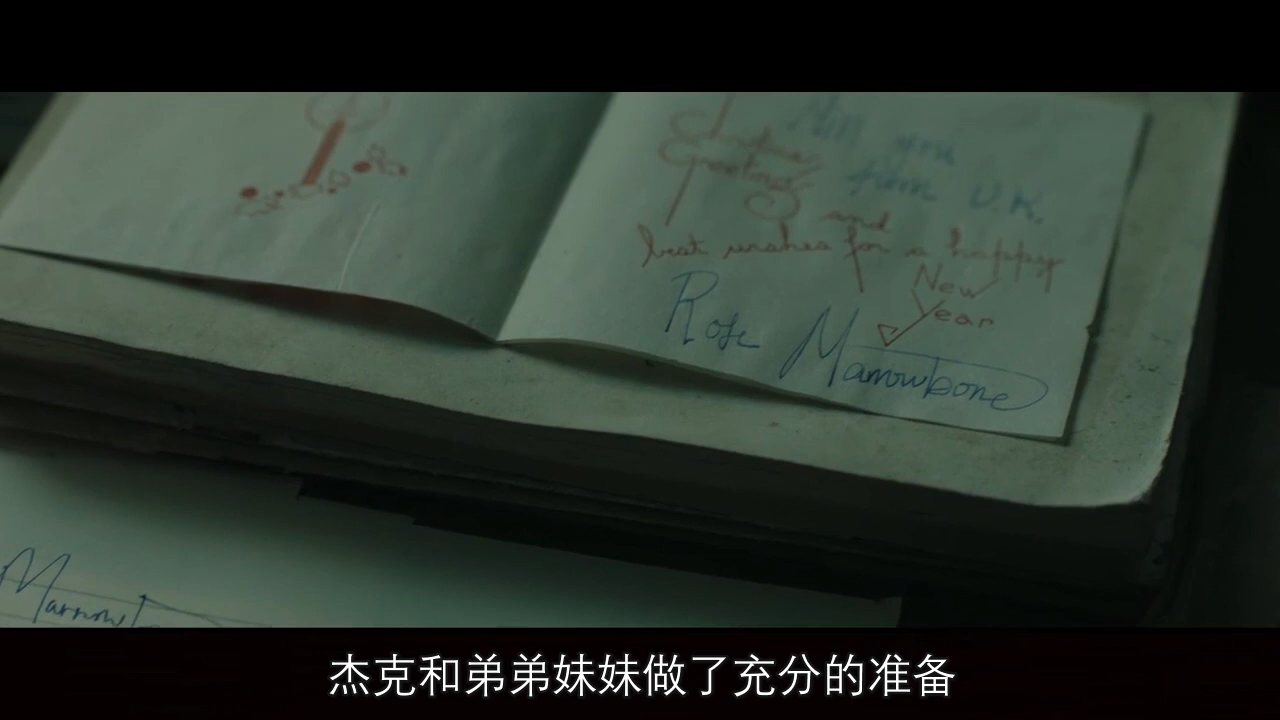 Miss you
from U.K.
Greetings
and
best wishes for a happy
New
Year
Rose Marrowbone
Marrowb
杰克和弟弟妹妹做了充分的准备